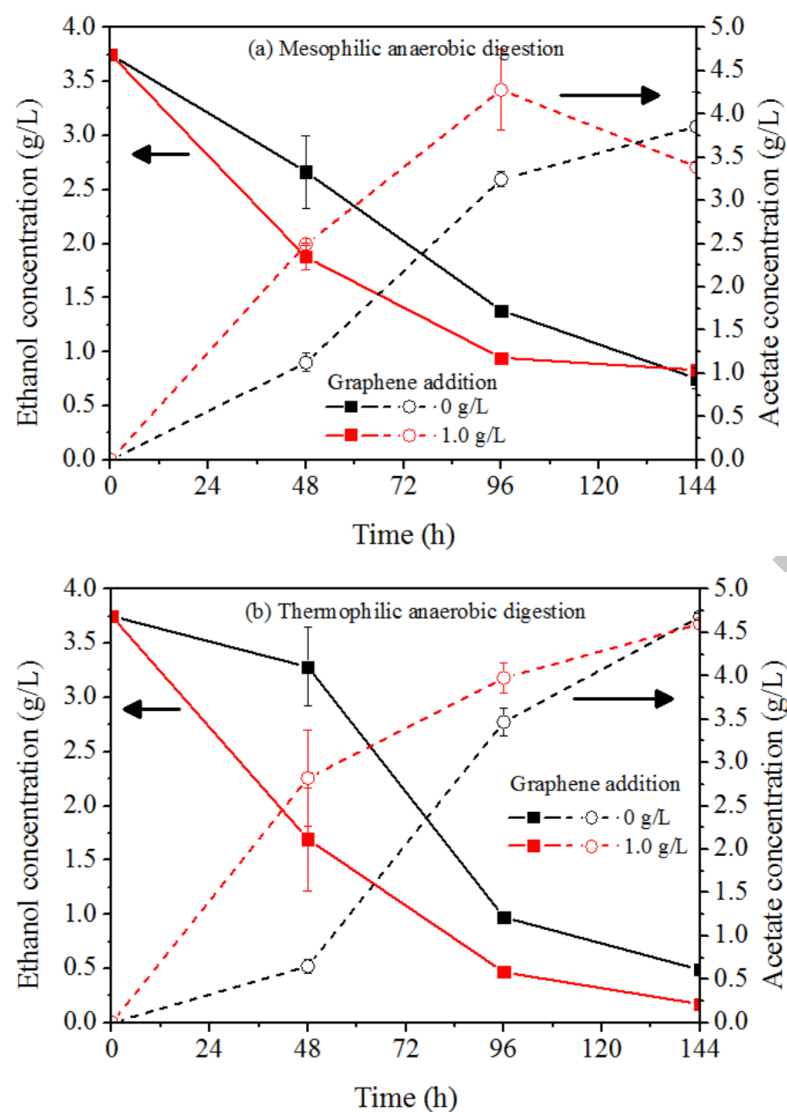 (a) Mesophilic anaerobic digestion
Ethanol concentration (g/L)
4.0
3.5
3.0
2.5
2.0
1.5
1.0
0.5
0.0
Acetate concentration (g/L)
5.0
4.5
4.0
3.5
3.0
2.5
2.0
1.5
1.0
0.5
0.0
Graphene addition
0 g/L
1.0 g/L
0 24 48 72 96 120 144
Time (h)
(b) Thermophilic anaerobic digestion
Ethanol concentration (g/L)
4.0
3.5
3.0
2.5
2.0
1.5
1.0
0.5
0.0
Acetate concentration (g/L)
5.0
4.5
4.0
3.5
3.0
2.5
2.0
1.5
1.0
0.5
0.0
Graphene addition
0 g/L
1.0 g/L
0 24 48 72 96 120 144
Time (h)